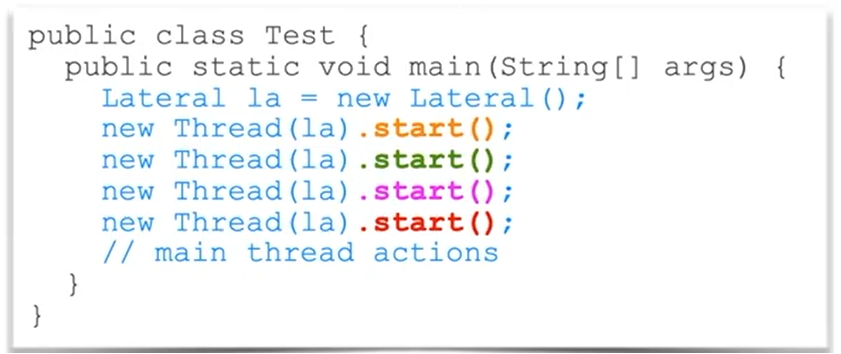 public class Test {
public static void main(String[] args) {
Lateral la = new Lateral();
new Thread(la).start();
new Thread(la).start();
new Thread(la).start();
new Thread(la).start();
// main thread actions
}
}